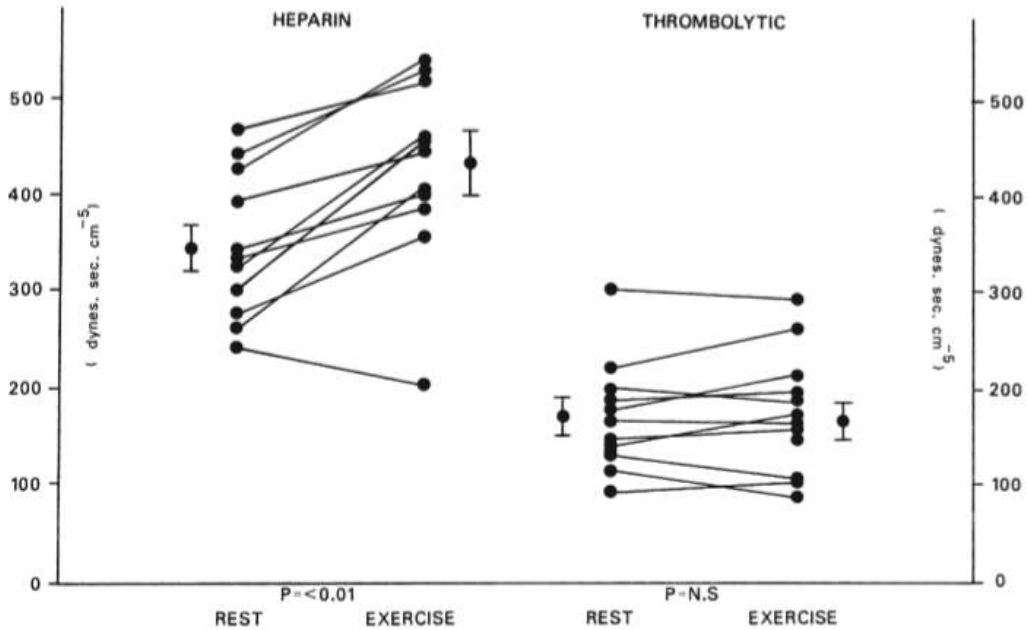 HEPARIN THROMBOLYTIC
500 500
400 400
( dynes. sec. cm⁻⁵) ( dynes. sec. cm⁻⁵)
300 300
200 200
100 100
0 0
P=<0.01 P=N.S
REST EXERCISE REST EXERCISE